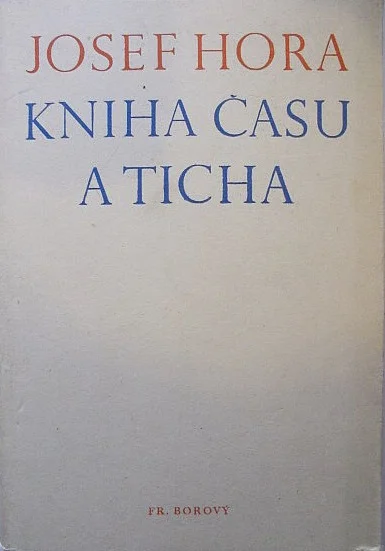 JOSEF HORA
KNIHA ČASU
A TICHA
FR. BOROVÝ